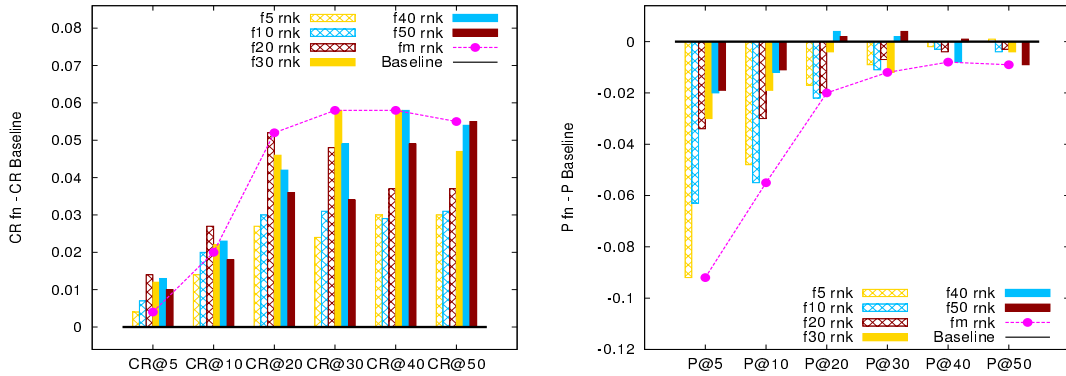 CR fn - CR Baseline
0.08
0.07
0.06
0.05
0.04
0.03
0.02
0.01
0
CR@5 CR@10 CR@20 CR@30 CR@40 CR@50
f5 rnk
f10 rnk
f20 rnk
f30 rnk
f40 rnk
f50 rnk
fm rnk
Baseline
P fn - P Baseline
0
-0.02
-0.04
-0.06
-0.08
-0.1
-0.12
P@5 P@10 P@20 P@30 P@40 P@50
f5 rnk
f10 rnk
f20 rnk
f30 rnk
f40 rnk
f50 rnk
fm rnk
Baseline